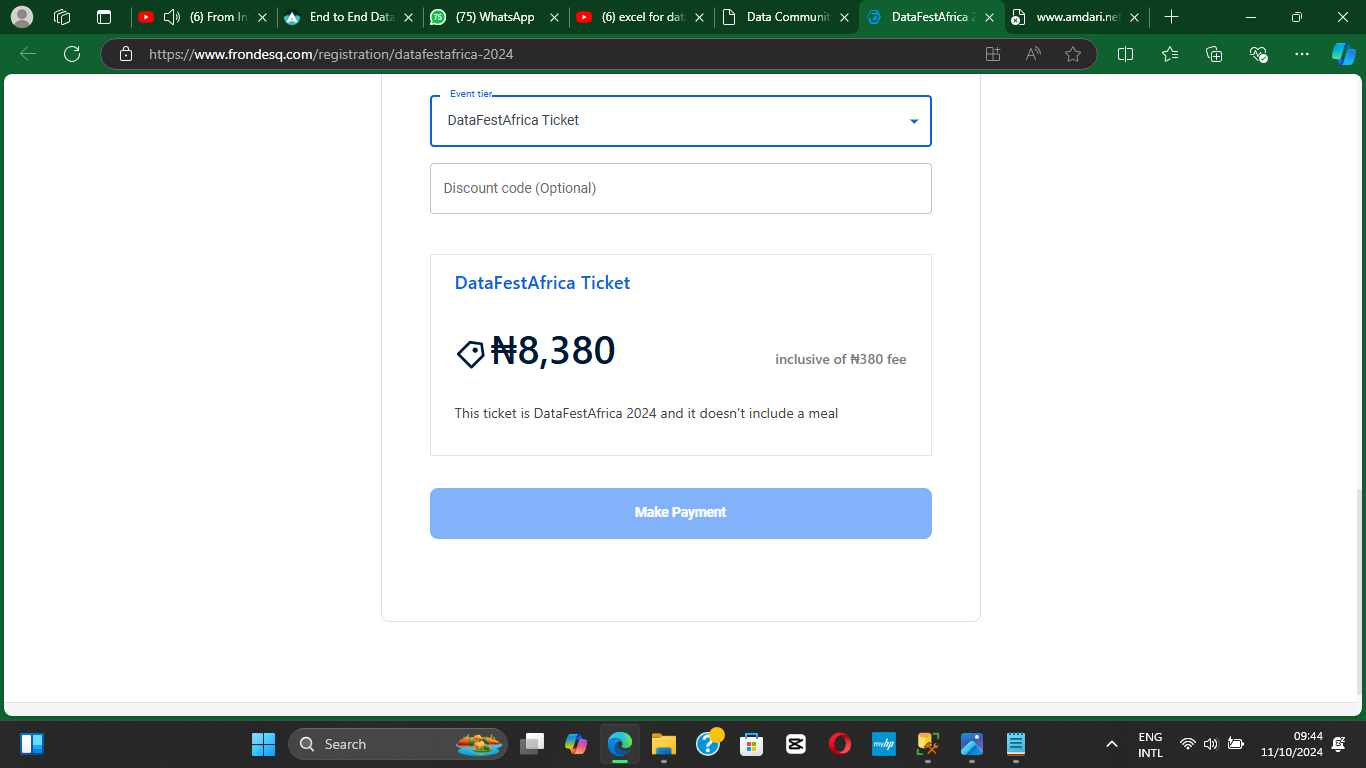 (6) From In
End to End Data
75
(75) WhatsApp
(6) excel for dat
Data Communit
DataFestAfrica 2
www.amdari.ne
https://www.frondesq.com/registration/datafestafrica-2024
Event tier
DataFestAfrica Ticket
Discount code (Optional)
DataFestAfrica Ticket
₦8,380
inclusive of ₦380 fee
This ticket is DataFestAfrica 2024 and it doesn't include a meal
Make Payment
Search
myhp
ENG
INTL
09:44
11/10/2024